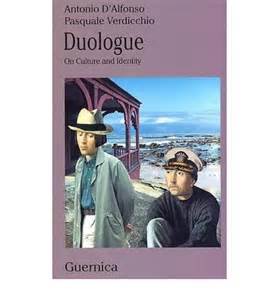 Antonio D'Alfonso
Pasquale Verdicchio
Duologue
On Culture and Identity
Guernica